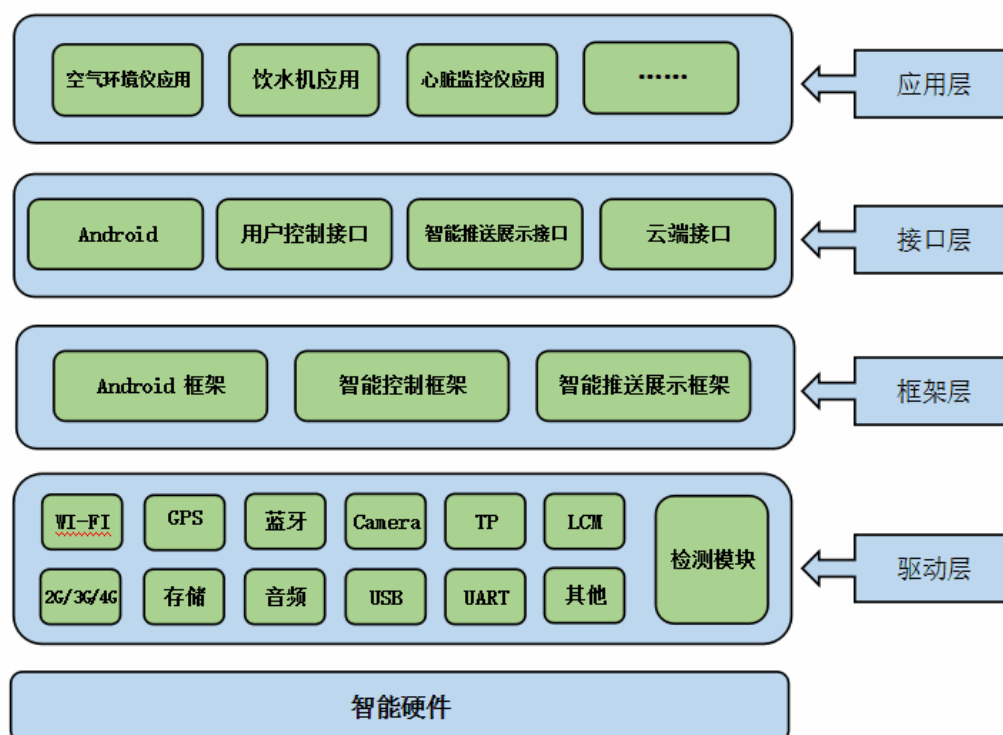 空气环境仪应用
饮水机应用
心脏监控仪应用
……
应用层
Android
用户控制接口
智能推送展示接口
云端接口
接口层
Android 框架
智能控制框架
智能推送展示框架
框架层
WI-FI
GPS
蓝牙
Camera
TP
LCM
检测模块
驱动层
2G/3G/4G
存储
音频
USB
UART
其他
智能硬件